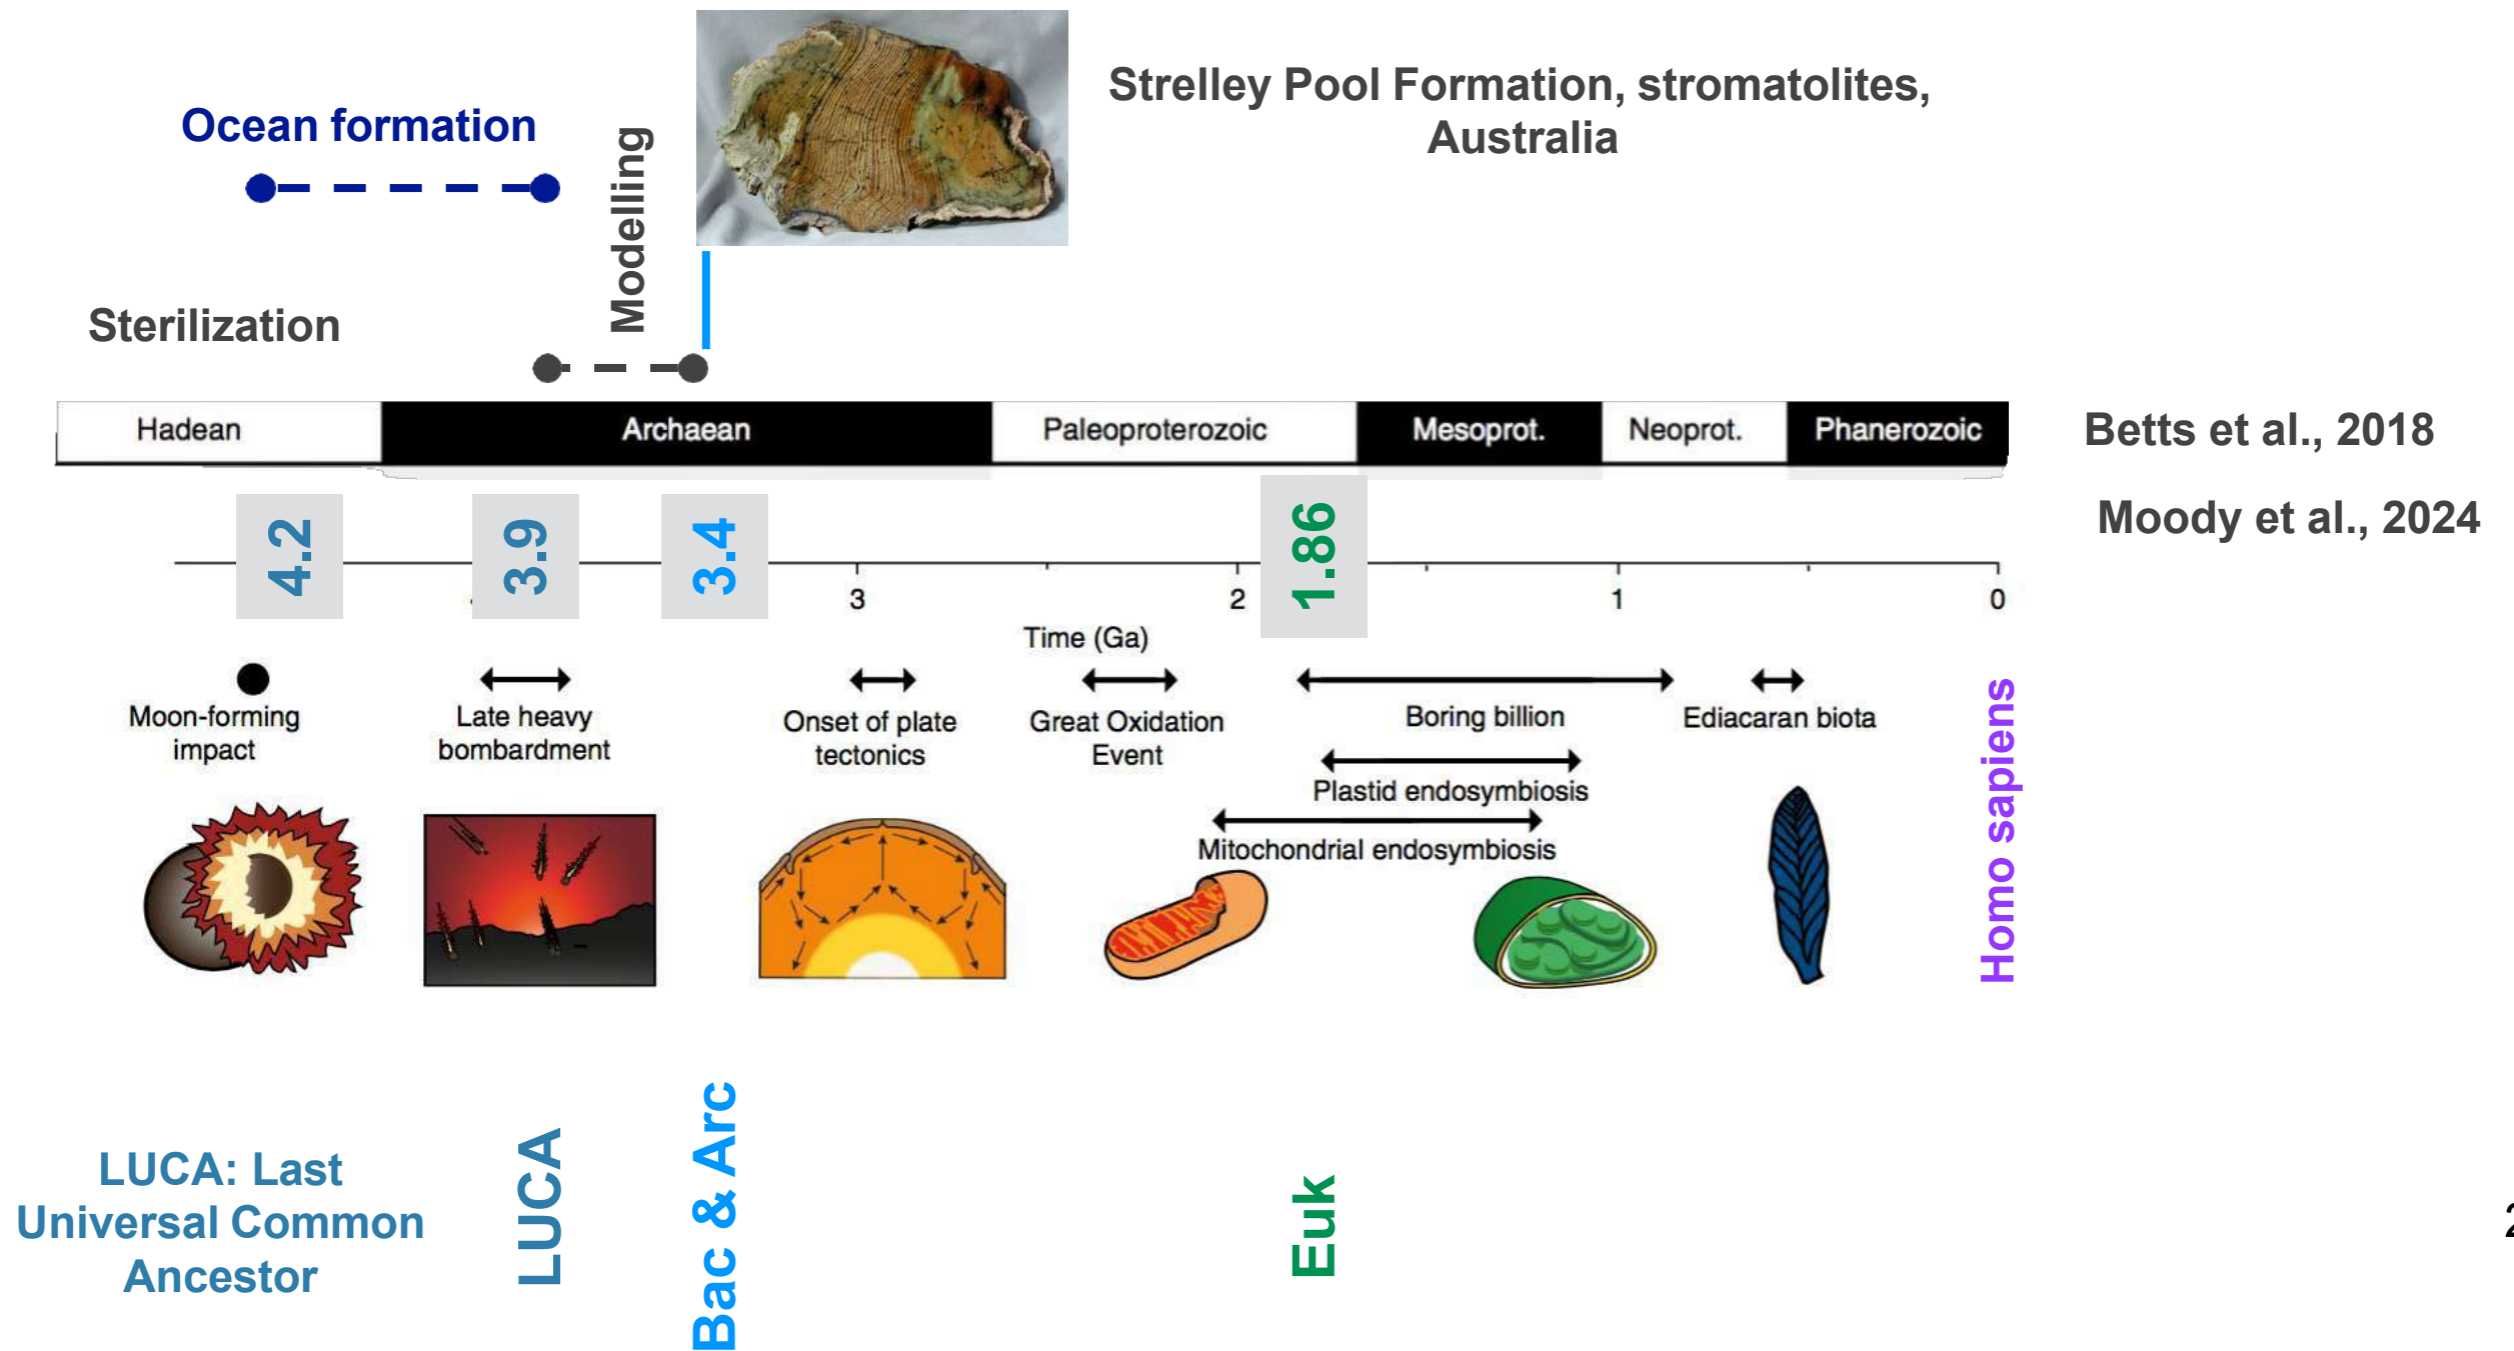 Strelley Pool Formation, stromatolites,
Australia
Ocean formation
Modelling
Sterilization
Hadean
Archaean
Paleoproterozoic
Mesoprot.
Neoprot.
Phanerozoic
Betts et al., 2018
Moody et al., 2024
4.2
3.9
3.4
1.86
3
2
1
0
Time (Ga)
Moon-forming
impact
Late heavy
bombardment
Onset of plate
tectonics
Great Oxidation
Event
Boring billion
Ediacaran biota
Plastid endosymbiosis
Mitochondrial endosymbiosis
Homo sapiens
LUCA: Last
Universal Common
Ancestor
LUCA
Bac & Arc
Euk